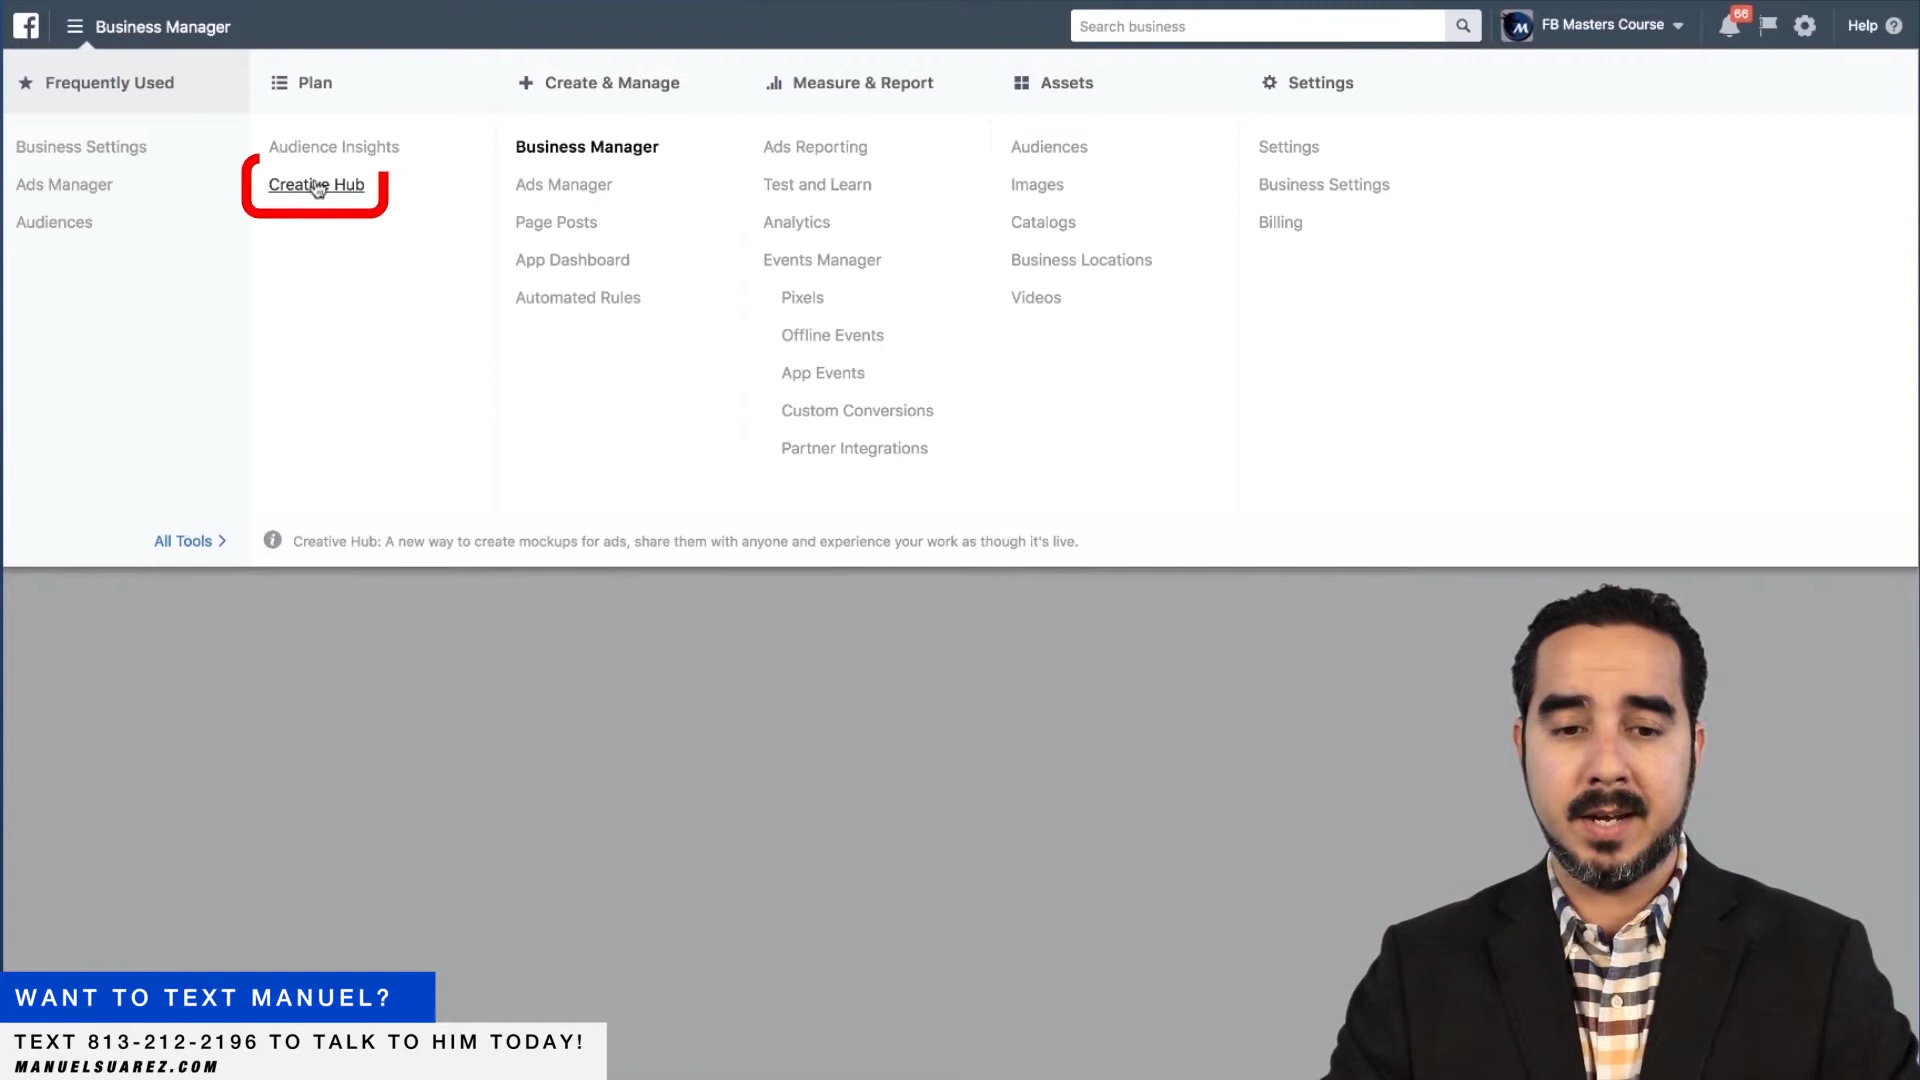 Business Manager
Search business
FB Masters Course
66
Help
Frequently Used
Business Settings
Ads Manager
Audiences
All Tools
Plan
Audience Insights
Creative Hub
Create & Manage
Business Manager
Ads Manager
Page Posts
App Dashboard
Automated Rules
Measure & Report
Ads Reporting
Test and Learn
Analytics
Events Manager
Pixels
Offline Events
App Events
Custom Conversions
Partner Integrations
Assets
Audiences
Images
Catalogs
Business Locations
Videos
Settings
Settings
Business Settings
Billing
Creative Hub: A new way to create mockups for ads, share them with anyone and experience your work as though it's live.
WANT TO TEXT MANUEL?
TEXT 813-212-2196 TO TALK TO HIM TODAY!
MANUELSUAREZ.COM